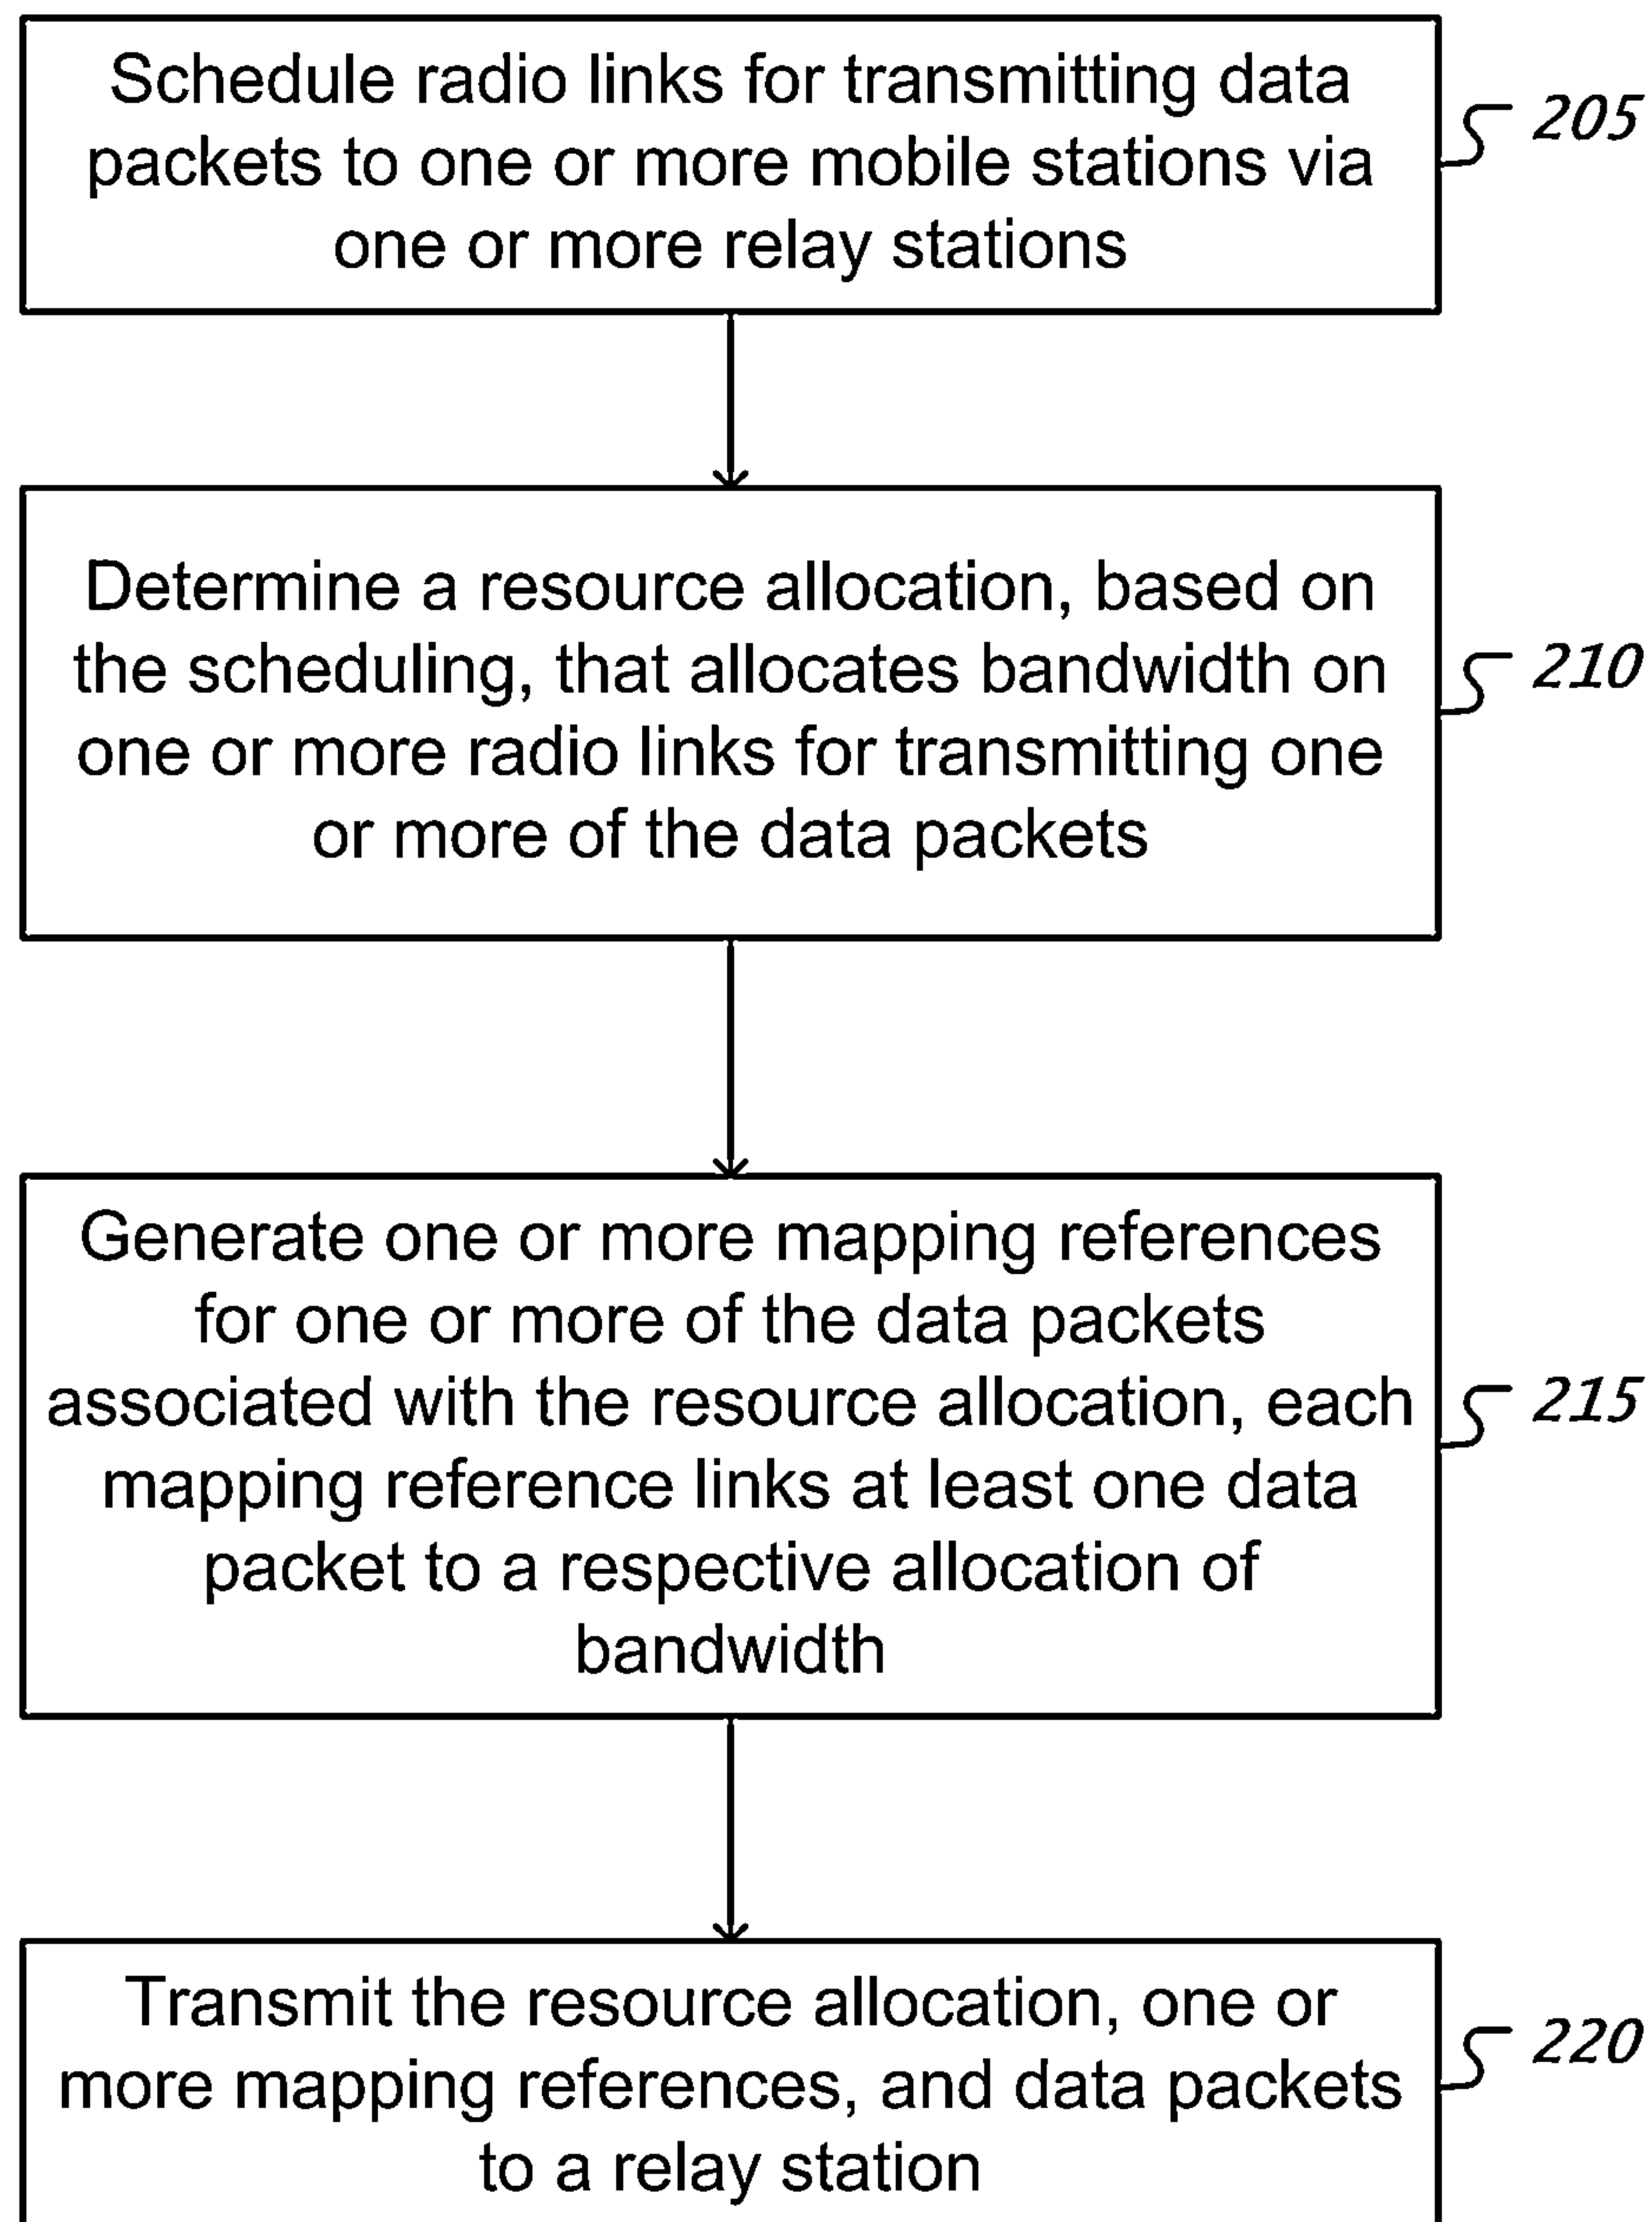 Schedule radio links for transmitting data
packets to one or more mobile stations via
one or more relay stations
205
Determine a resource allocation, based on
the scheduling, that allocates bandwidth on
one or more radio links for transmitting one
or more of the data packets
210
Generate one or more mapping references
for one or more of the data packets
associated with the resource allocation, each
mapping reference links at least one data
packet to a respective allocation of
bandwidth
215
Transmit the resource allocation, one or
more mapping references, and data packets
to a relay station
220